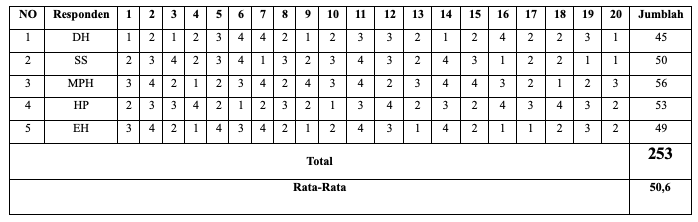 NO Responden 1 2 3 4 5 6 7 8 9 10 11 12 13 14 15 16 17 18 19 20 Jumblah
1 DH 1 2 1 2 3 4 4 2 1 2 3 3 2 1 2 4 2 2 3 1 45
2 SS 2 3 4 2 3 4 1 3 2 3 4 3 2 4 3 1 2 2 1 1 50
3 MPH 3 4 2 1 2 3 4 2 4 3 4 2 3 4 4 3 2 1 2 3 56
4 HP 2 3 3 4 2 1 2 3 2 1 3 4 2 3 2 4 3 4 3 2 53
5 EH 3 4 2 1 4 3 4 2 1 2 4 3 1 4 2 1 1 2 3 2 49
Total 253
Rata-Rata 50,6